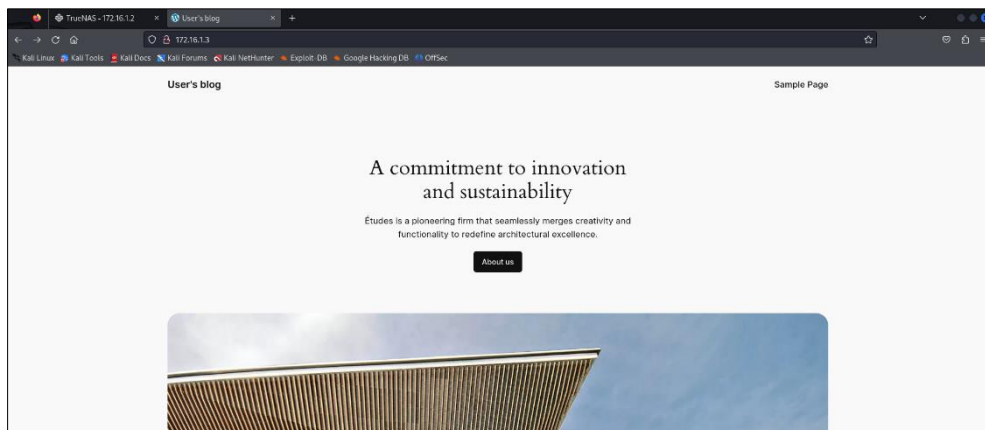 TrueNAS - 172.16.1.2
User's blog
172.16.1.3
Kali Linux Kali Tools Kali Docs Kali Forums Kali NetHunter Exploit-DB Google Hacking DB OffSec
User's blog Sample Page
A commitment to innovation
and sustainability
Études is a pioneering firm that seamlessly merges creativity and
functionality to redefine architectural excellence.
About us